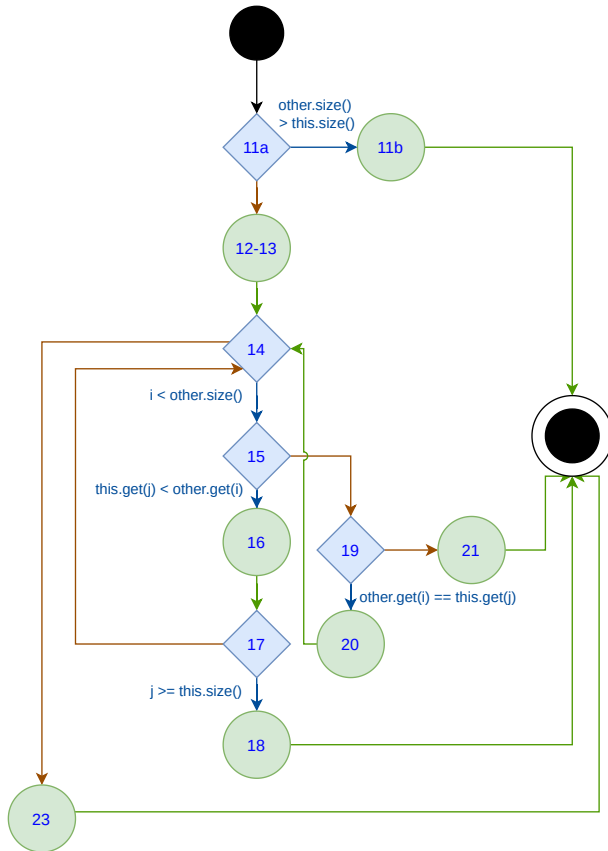 other.size()
> this.size()
11a
11b
12-13
14
i < other.size()
15
this.get(j) < other.get(i)
16
19
21
other.get(i) == this.get(j)
17
20
j >= this.size()
18
23